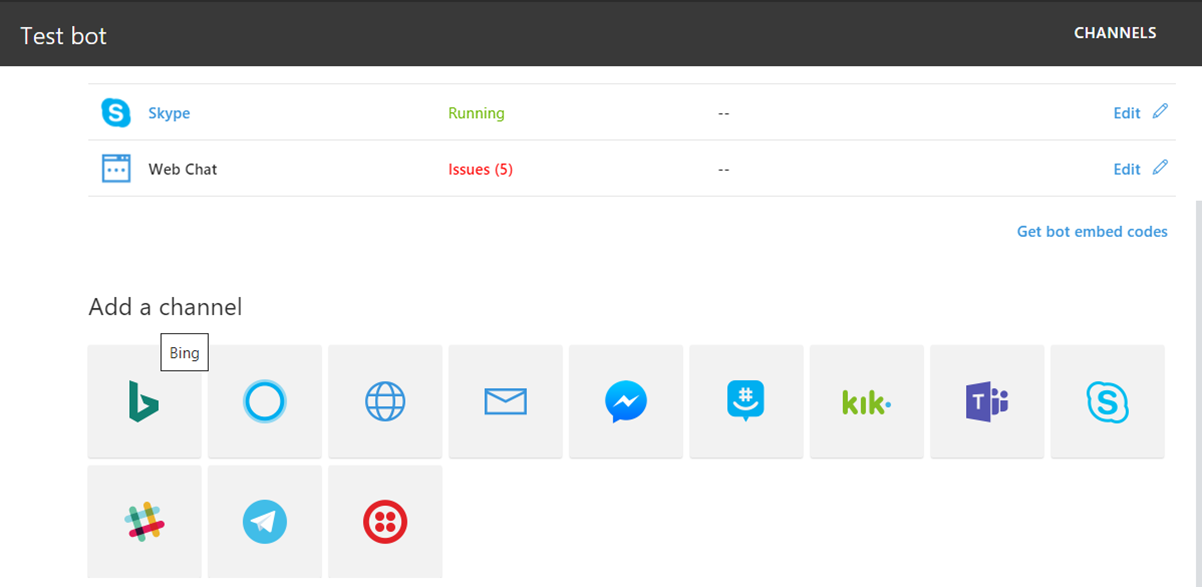 Test bot
CHANNELS
Skype
Running
--
Edit
Web Chat
Issues (5)
--
Edit
Get bot embed codes
Add a channel
Bing
kik.
T